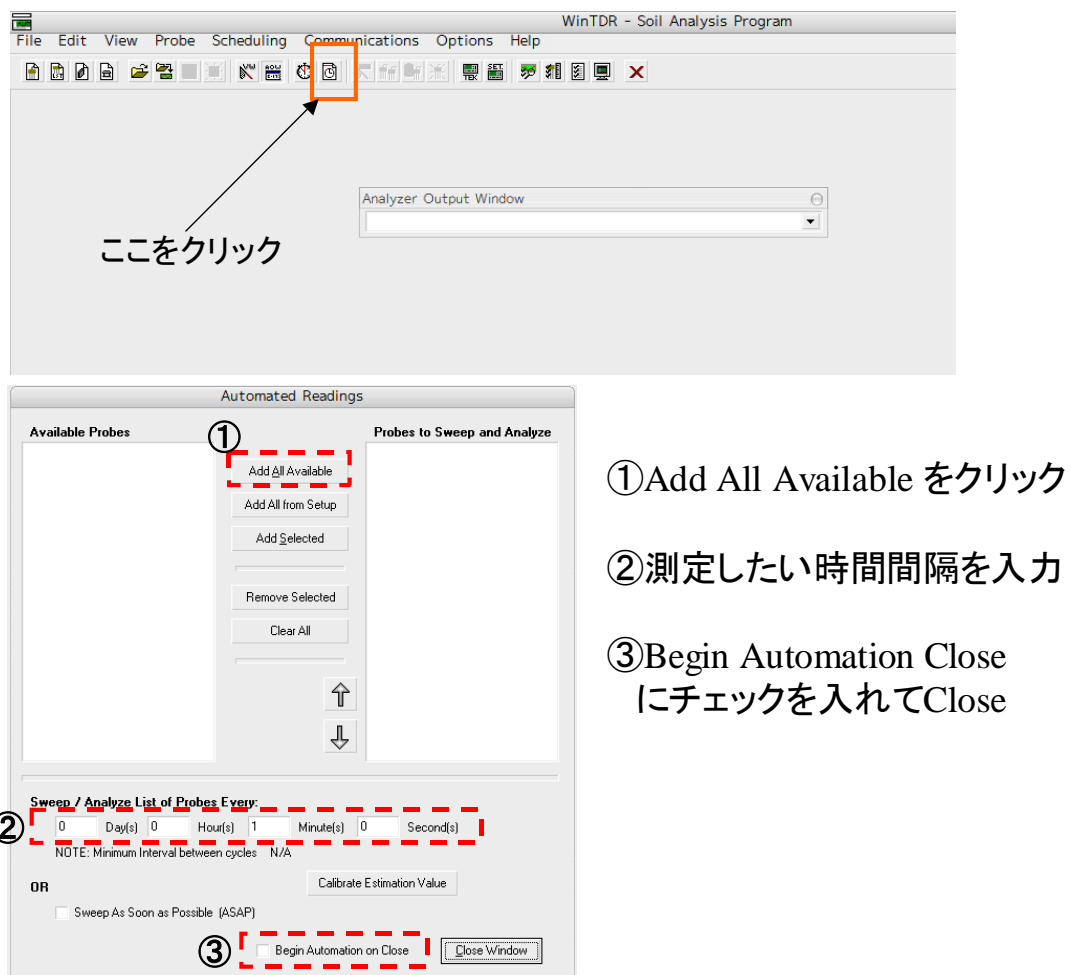 WinTDR - Soil Analysis Program
File Edit View Probe Scheduling Communications Options Help
Analyzer Output Window
ここをクリック
Automated Readings
Available Probes
Probes to Sweep and Analyze
①
Add All Available
Add All from Setup
Add Selected
Remove Selected
Clear All
①Add All Available をクリック
②測定したい時間間隔を入力
③Begin Automation Close
にチェックを入れてClose
Sweep / Analyze List of Probes Every:
②
0 Day(s) 0 Hour(s) 1 Minute(s) 0 Second(s)
NOTE: Minimum Interval between cycles N/A
OR
Calibrate Estimation Value
Sweep As Soon as Possible (ASAP)
③
Begin Automation on Close
Close Window